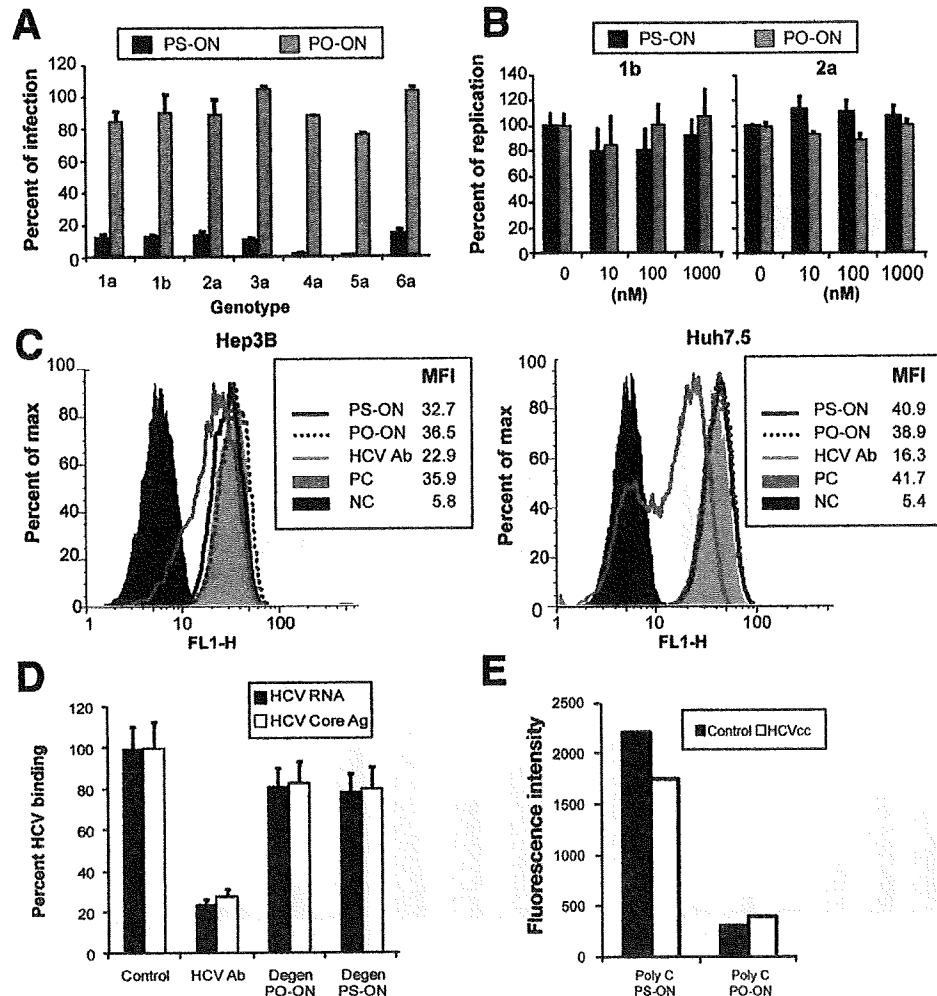 A
PS-ON PO-ON
Percent of infection
120
100
80
60
40
20
0
1a 1b 2a 3a 4a 5a 6a
Genotype
B
PS-ON PO-ON
1b 2a
Percent of replication
140
120
100
80
60
40
20
0
0 10 100 1000 0 10 100 1000
(nM) (nM)
C
Hep3B
Percent of max
100
80
60
40
20
0
1 10 100
FL1-H
MFI
PS-ON 32.7
PO-ON 36.5
HCV Ab 22.9
PC 35.9
NC 5.8
Huh7.5
Percent of max
100
80
60
40
20
0
1 10 100
FL1-H
MFI
PS-ON 40.9
PO-ON 38.9
HCV Ab 16.3
PC 41.7
NC 5.4
D
HCV RNA
HCV Core Ag
Percent HCV binding
120
100
80
60
40
20
0
Control HCV Ab Degen Degen
PO-ON PS-ON
E
Control HCVcc
Fluorescence intensity
2500
2000
1500
1000
500
0
Poly C Poly C
PS-ON PO-ON